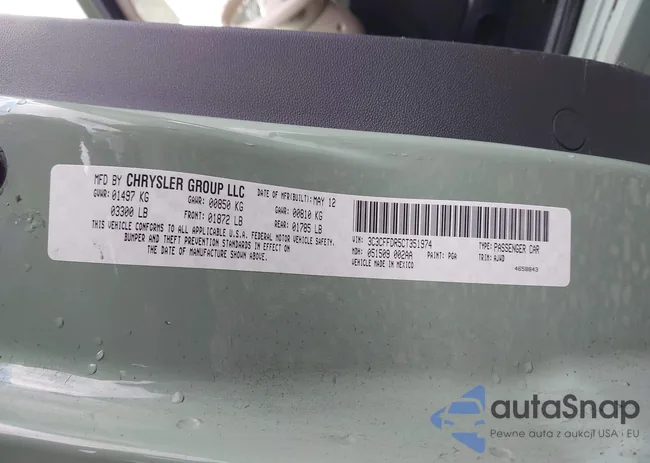 MFD BY CHRYSLER GROUP LLC DATE OF MFR(BUILT): MAY 12
GVWR: 01497 KG GAWR: 00850 KG GAWR: 00810 KG
03300 LB FRONT: 01872 LB REAR: 01785 LB
THIS VEHICLE CONFORMS TO ALL APPLICABLE U.S.A. FEDERAL MOTOR VEHICLE SAFETY,
BUMPER AND THEFT PREVENTION STANDARDS IN EFFECT ON
THE DATE OF MANUFACTURE SHOWN ABOVE.
VIN: 3C3CFFDR5CT351974 TYPE: PASSENGER CAR
MDH: 051509 002AA PAINT: PGA TRIM: AJWD
VEHICLE MADE IN MEXICO
4658843
autaSnap
Pewne auta z aukcji USA · EU